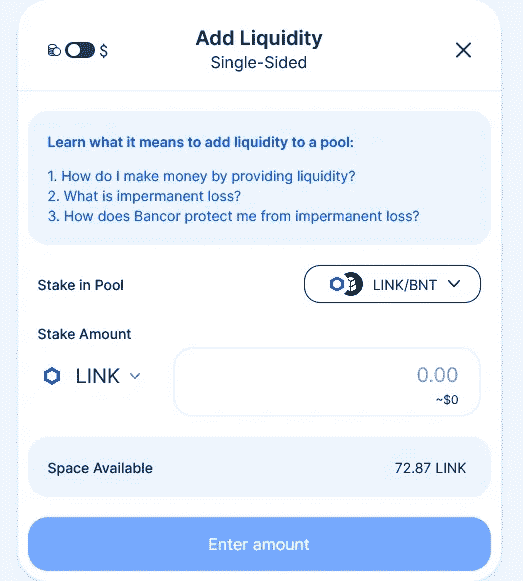 $
Add Liquidity
Single-Sided
Learn what it means to add liquidity to a pool:
1. How do I make money by providing liquidity?
2. What is impermanent loss?
3. How does Bancor protect me from impermanent loss?
Stake in Pool
LINK/BNT
Stake Amount
LINK
0.00
~$0
Space Available
72.87 LINK
Enter amount